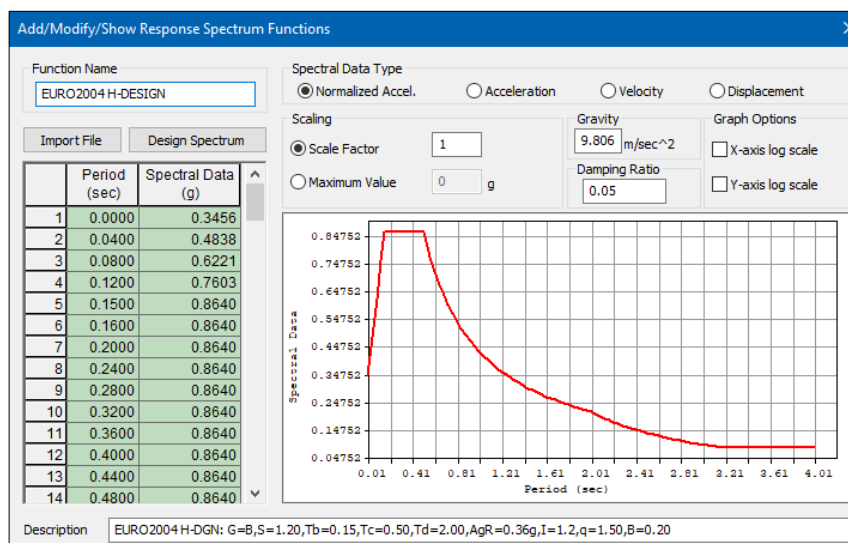 Add/Modify/Show Response Spectrum Functions
Function Name
EURO2004 H-DESIGN
Import File Design Spectrum
Period (sec) Spectral Data (g)
1 0.0000 0.3456
2 0.0400 0.4838
3 0.0800 0.6221
4 0.1200 0.7603
5 0.1500 0.8640
6 0.1600 0.8640
7 0.2000 0.8640
8 0.2400 0.8640
9 0.2800 0.8640
10 0.3200 0.8640
11 0.3600 0.8640
12 0.4000 0.8640
13 0.4400 0.8640
14 0.4800 0.8640
Spectral Data Type
Normalized Accel. Acceleration Velocity Displacement
Scaling
Scale Factor 1
Maximum Value 0 g
Gravity
9.806 m/sec^2
Damping Ratio
0.05
Graph Options
X-axis log scale
Y-axis log scale
Spectral Data
0.84752
0.74752
0.64752
0.54752
0.44752
0.34752
0.24752
0.14752
0.04752
0.01 0.41 0.81 1.21 1.61 2.01 2.41 2.81 3.21 3.61 4.01
Period (sec)
Description EURO2004 H-DGN: G=B,S=1.20,Tb=0.15,Tc=0.50,Td=2.00,AgR=0.36g,I=1.2,q=1.50,B=0.20